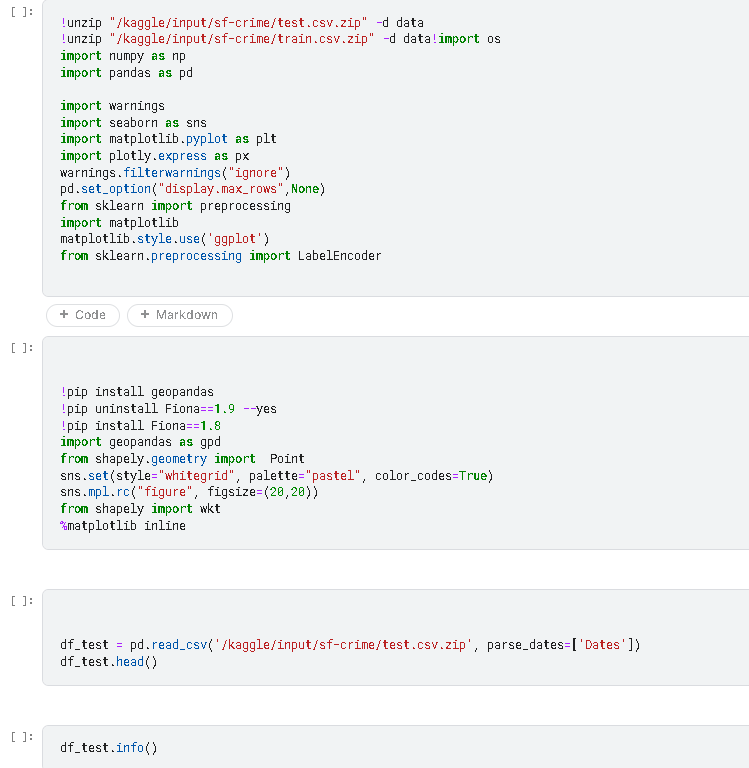 [ ]:
!unzip "/kaggle/input/sf-crime/test.csv.zip" -d data
!unzip "/kaggle/input/sf-crime/train.csv.zip" -d data!import os
import numpy as np
import pandas as pd
import warnings
import seaborn as sns
import matplotlib.pyplot as plt
import plotly.express as px
warnings.filterwarnings("ignore")
pd.set_option("display.max_rows",None)
from sklearn import preprocessing
import matplotlib
matplotlib.style.use('ggplot')
from sklearn.preprocessing import LabelEncoder
+ Code + Markdown
[ ]:
!pip install geopandas
!pip uninstall Fiona==1.9 --yes
!pip install Fiona==1.8
import geopandas as gpd
from shapely.geometry import  Point
sns.set(style="whitegrid", palette="pastel", color_codes=True)
sns.mpl.rc("figure", figsize=(20,20))
from shapely import wkt
%matplotlib inline
[ ]:
df_test = pd.read_csv('/kaggle/input/sf-crime/test.csv.zip', parse_dates=['Dates'])
df_test.head()
[ ]:
df_test.info()